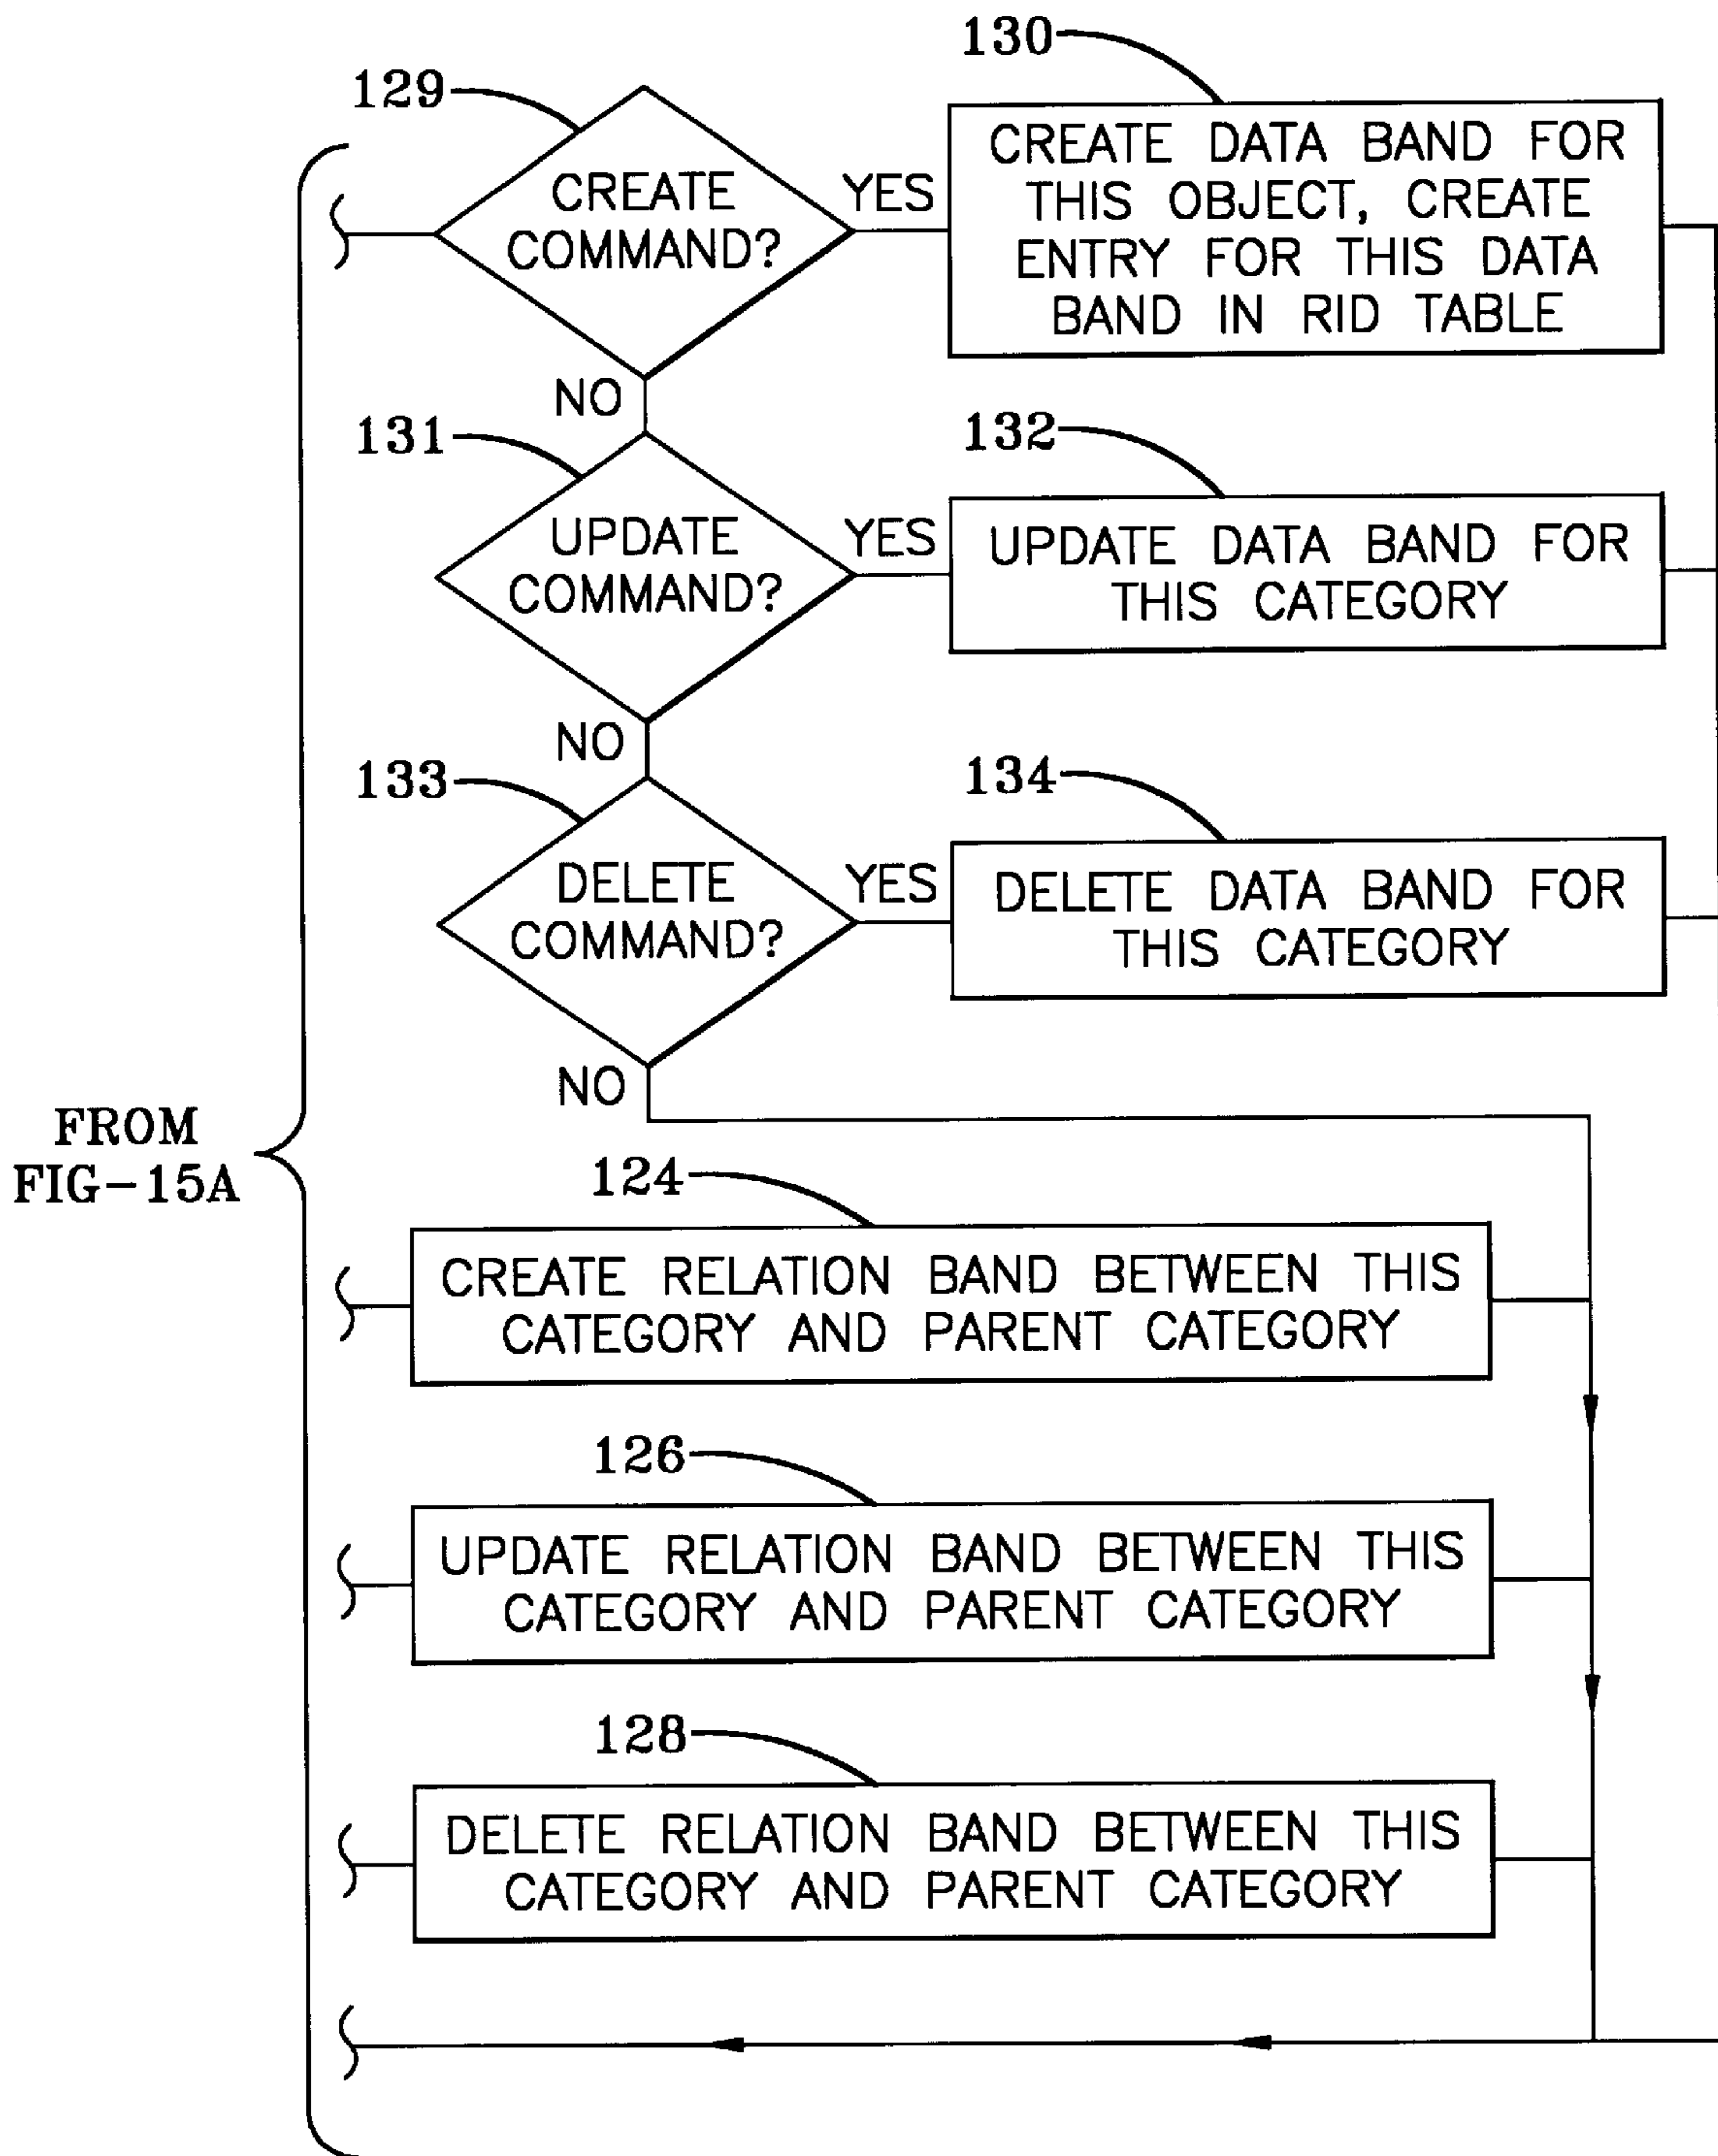 130
129
CREATE
COMMAND?
YES
CREATE DATA BAND FOR
THIS OBJECT, CREATE
ENTRY FOR THIS DATA
BAND IN RID TABLE
NO
131
132
UPDATE
COMMAND?
YES
UPDATE DATA BAND FOR
THIS CATEGORY
NO
133
134
DELETE
COMMAND?
YES
DELETE DATA BAND FOR
THIS CATEGORY
NO
FROM
FIG-15A
124
CREATE RELATION BAND BETWEEN THIS
CATEGORY AND PARENT CATEGORY
126
UPDATE RELATION BAND BETWEEN THIS
CATEGORY AND PARENT CATEGORY
128
DELETE RELATION BAND BETWEEN THIS
CATEGORY AND PARENT CATEGORY